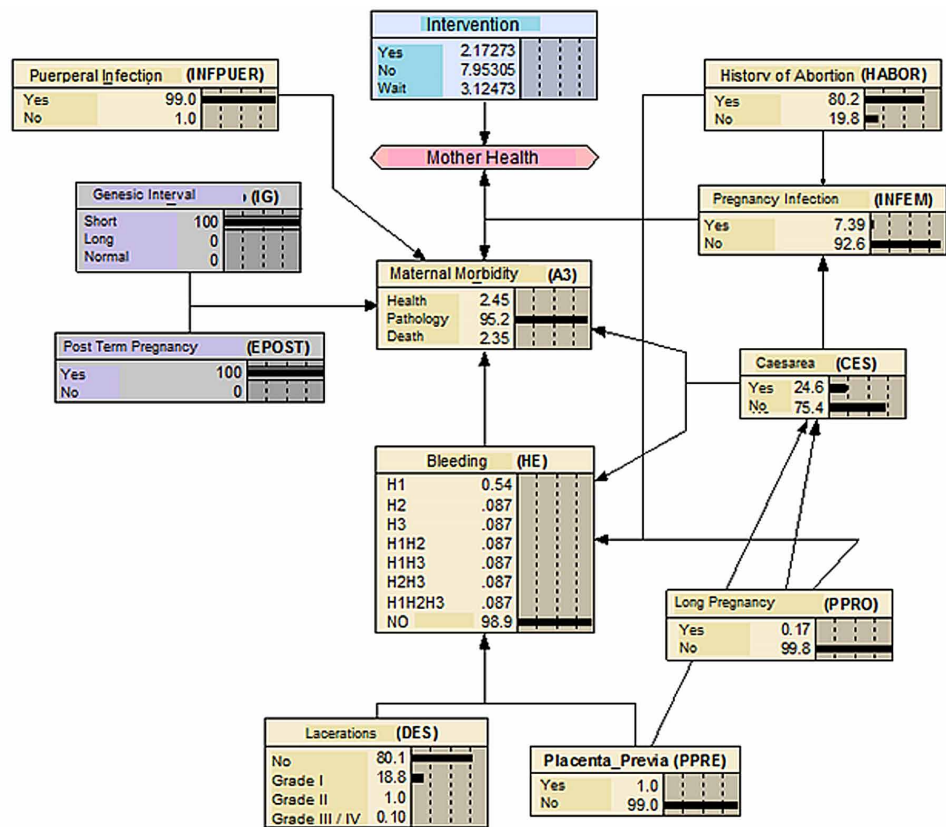 Intervention
Yes 2.17273
No 7.95305
Wait 3.12473
Puerperal Infection (INFPUER)
Yes 99.0
No 1.0
History of Abortion (HABOR)
Yes 80.2
No 19.8
Mother Health
Genesic Interval (IG)
Short 100
Long 0
Normal 0
Pregnancy Infection (INFEM)
Yes 7.39
No 92.6
Maternal Morbidity (A3)
Health 2.45
Pathology 95.2
Death 2.35
Post Term Pregnancy (EPOST)
Yes 100
No 0
Caesarea (CES)
Yes 24.6
No 75.4
Bleeding (HE)
H1 0.54
H2 .087
H3 .087
H1H2 .087
H1H3 .087
H2H3 .087
H1H2H3 .087
NO 98.9
Long Pregnancy (PPRO)
Yes 0.17
No 99.8
Lacerations (DES)
No 80.1
Grade I 18.8
Grade II 1.0
Grade III / IV 0.10
Placenta_Previa (PPRE)
Yes 1.0
No 99.0